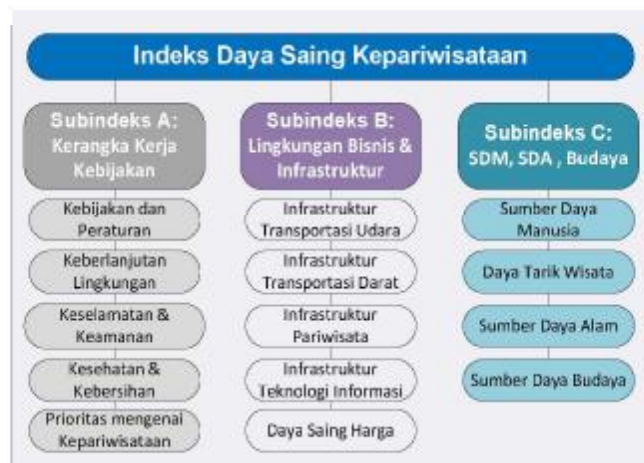 Indeks Daya Saing Kepariwisataan
Subindeks A:
Kerangka Kerja
Kebijakan
Kebijakan dan
Peraturan
Keberlanjutan
Lingkungan
Keselamatan &
Keamanan
Kesehatan &
Kebersihan
Prioritas mengenai
Kepariwisataan
Subindeks B:
Lingkungan Bisnis &
Infrastruktur
Infrastruktur
Transportasi Udara
Infrastruktur
Transportasi Darat
Infrastruktur
Pariwisata
Infrastruktur
Teknologi Informasi
Daya Saing Harga
Subindeks C:
SDM, SDA , Budaya
Sumber Daya
Manusia
Daya Tarik Wisata
Sumber Daya Alam
Sumber Daya Budaya